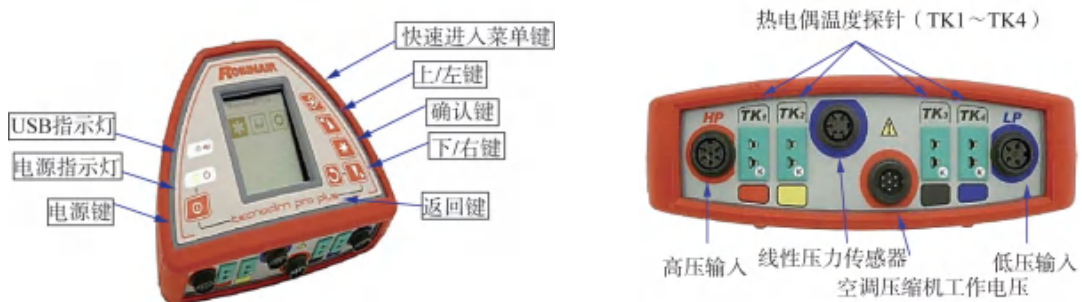 快速进入菜单键
上/左键
确认键
下/右键
返回键
USB指示灯
电源指示灯
电源键
ROBINAIR
tecnoclim pro plus
热电偶温度探针（TK1～TK4）
HP
TK1
TK2
TK3
TK4
LP
K
K
K
K
高压输入
线性压力传感器
空调压缩机工作电压
低压输入